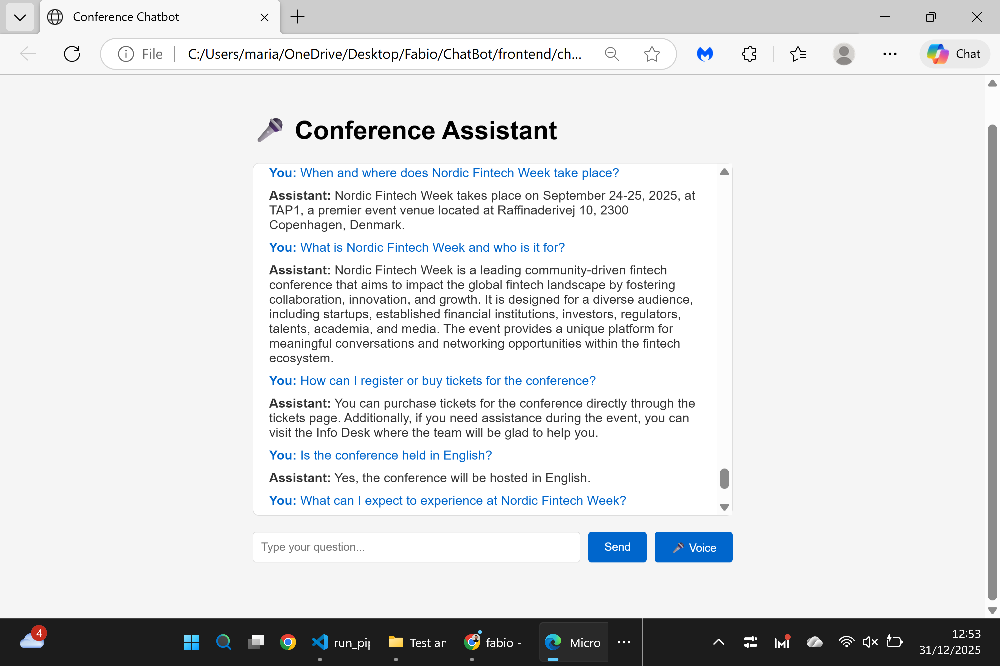 Conference Chatbot
File
C:/Users/maria/OneDrive/Desktop/Fabio/ChatBot/frontend/ch...
Chat
Conference Assistant
You: When and where does Nordic Fintech Week take place?
Assistant: Nordic Fintech Week takes place on September 24-25, 2025, at
TAP1, a premier event venue located at Raffinaderivej 10, 2300
Copenhagen, Denmark.
You: What is Nordic Fintech Week and who is it for?
Assistant: Nordic Fintech Week is a leading community-driven fintech
conference that aims to impact the global fintech landscape by fostering
collaboration, innovation, and growth. It is designed for a diverse audience,
including startups, established financial institutions, investors, regulators,
talents, academia, and media. The event provides a unique platform for
meaningful conversations and networking opportunities within the fintech
ecosystem.
You: How can I register or buy tickets for the conference?
Assistant: You can purchase tickets for the conference directly through the
tickets page. Additionally, if you need assistance during the event, you can
visit the Info Desk where the team will be glad to help you.
You: Is the conference held in English?
Assistant: Yes, the conference will be hosted in English.
You: What can I expect to experience at Nordic Fintech Week?
Type your question...
Send
Voice
4
run_pip
Test an
fabio -
Micro
12:53
31/12/2025